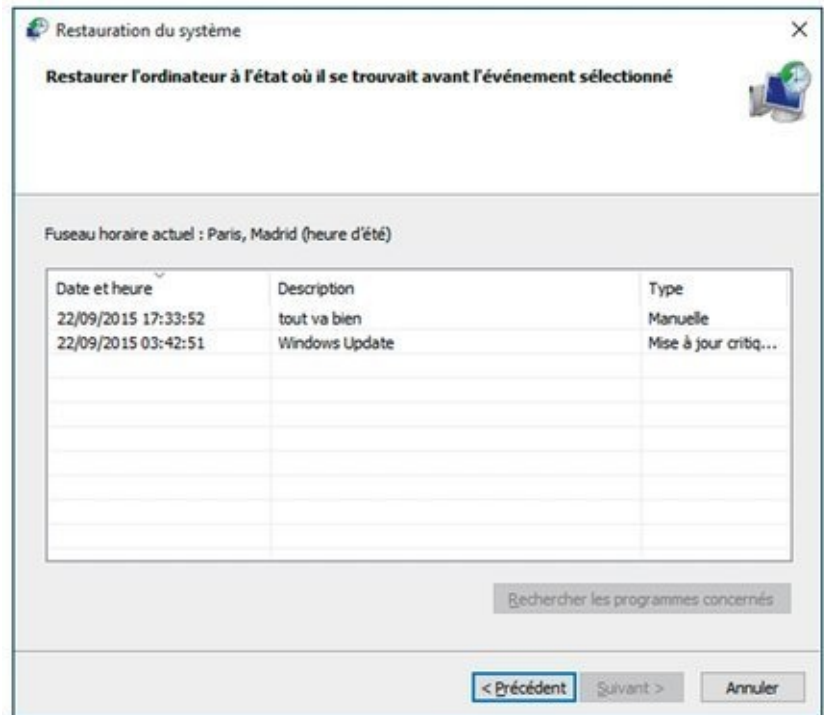 Restauration du système
Restaurer l'ordinateur à l'état où il se trouvait avant l'événement sélectionné
Fuseau horaire actuel : Paris, Madrid (heure d'été)
Date et heure Description Type
22/09/2015 17:33:52 tout va bien Manuelle
22/09/2015 03:42:51 Windows Update Mise à jour critiq...
Rechercher les programmes concernés
< Précédent Suivant > Annuler